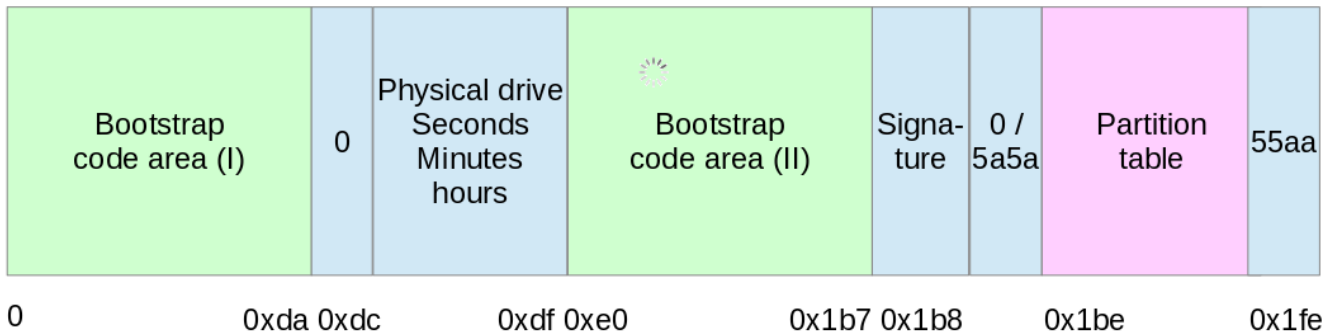 Bootstrap
code area (I)
0
Physical drive
Seconds
Minutes
hours
Bootstrap
code area (II)
Signa-
ture
0 /
5a5a
Partition
table
55aa
0 0xda 0xdc 0xdf 0xe0 0x1b7 0x1b8 0x1be 0x1fe